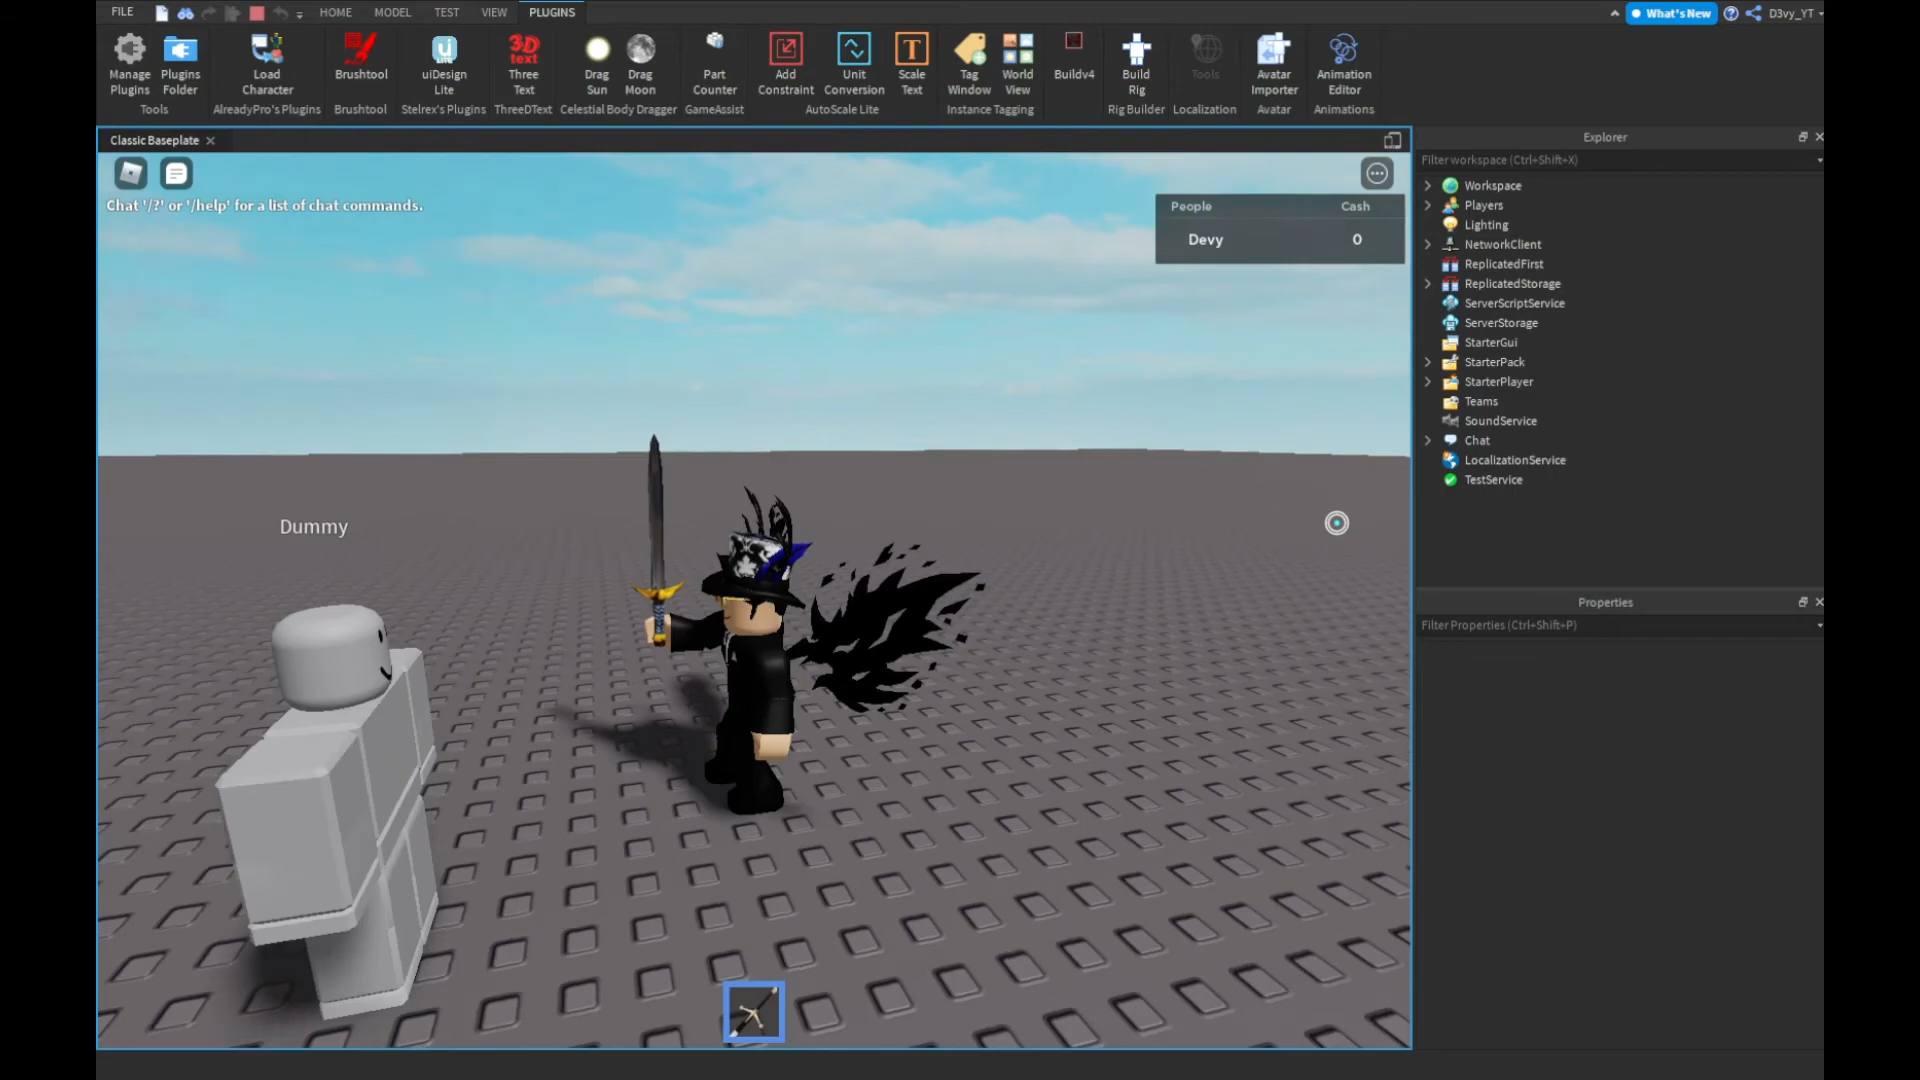 FILE HOME MODEL TEST VIEW PLUGINS What's New D3vy_YT
Manage Plugins
Plugins Folder
Load Character
Brushtool
uiDesign Lite
Three Text
Drag Sun
Drag Moon
Part Counter
Add Constraint
Unit Conversion
Scale Text
Tag Window
World View
Buildv4
Build Rig
Tools
Avatar Importer
Animation Editor
Tools AlreadyPro's Plugins Brushtool Stelrex's Plugins ThreeDText Celestial Body Dragger GameAssist AutoScale Lite Instance Tagging Rig Builder Localization Avatar Animations
Classic Baseplate
Chat '/?' or '/help' for a list of chat commands.
People Cash
Devy 0
Dummy
Explorer
Filter workspace (Ctrl+Shift+X)
Workspace
Players
Lighting
NetworkClient
ReplicatedFirst
ReplicatedStorage
ServerScriptService
ServerStorage
StarterGui
StarterPack
StarterPlayer
Teams
SoundService
Chat
LocalizationService
TestService
Properties
Filter Properties (Ctrl+Shift+P)